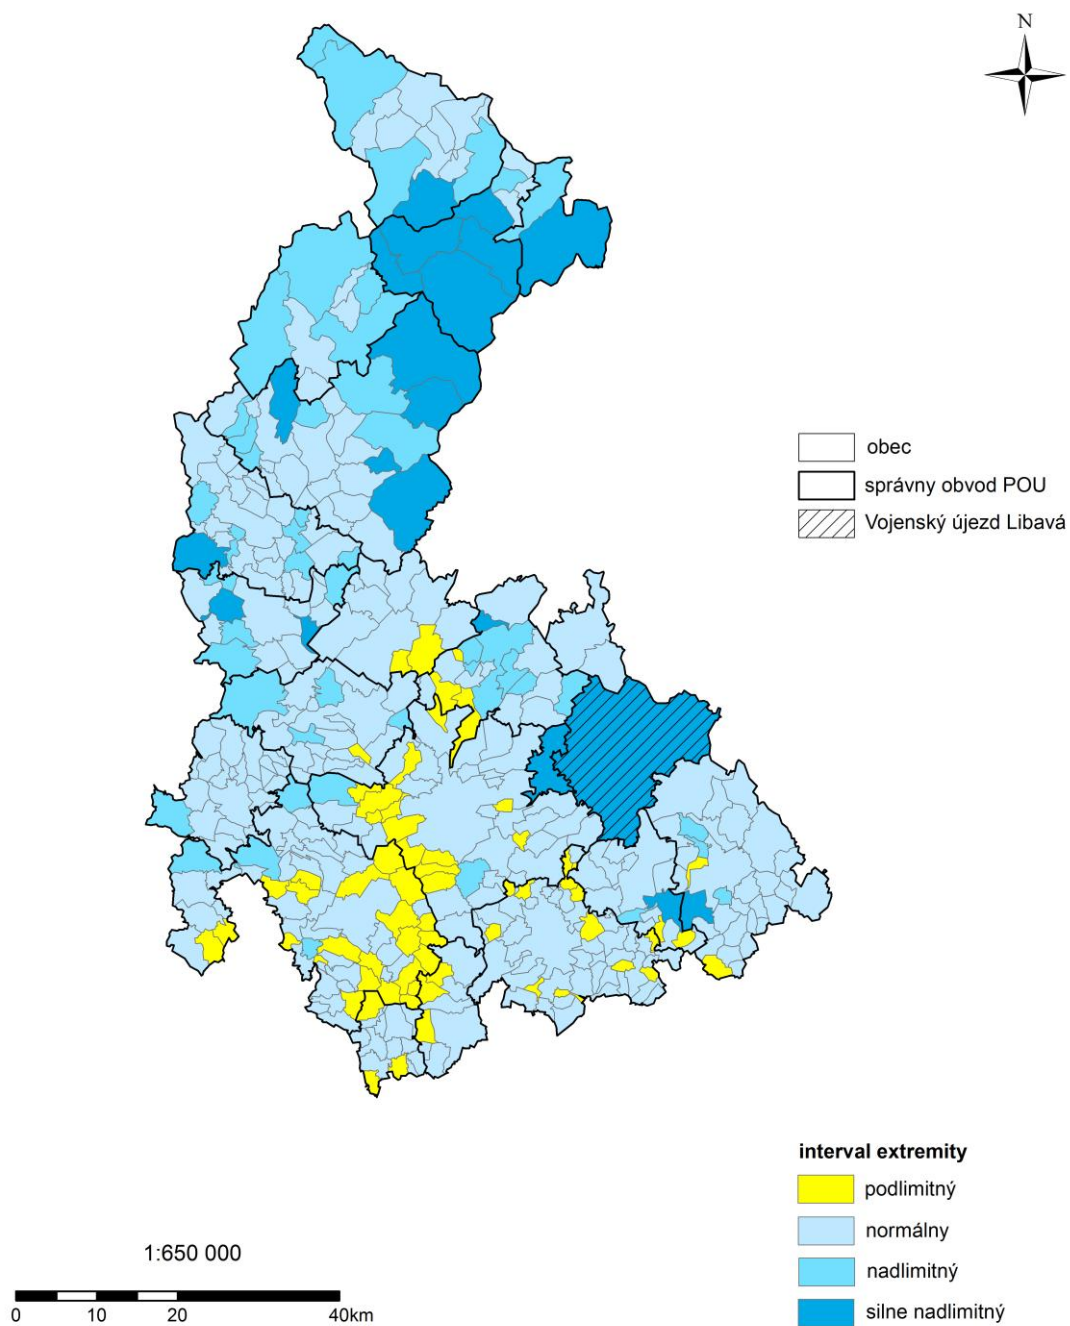 N
obec
správny obvod POU
Vojenský újezd Libavá
interval extremity
podlimitný
normálny
nadlimitný
silne nadlimitný
1:650 000
0 10 20 40km